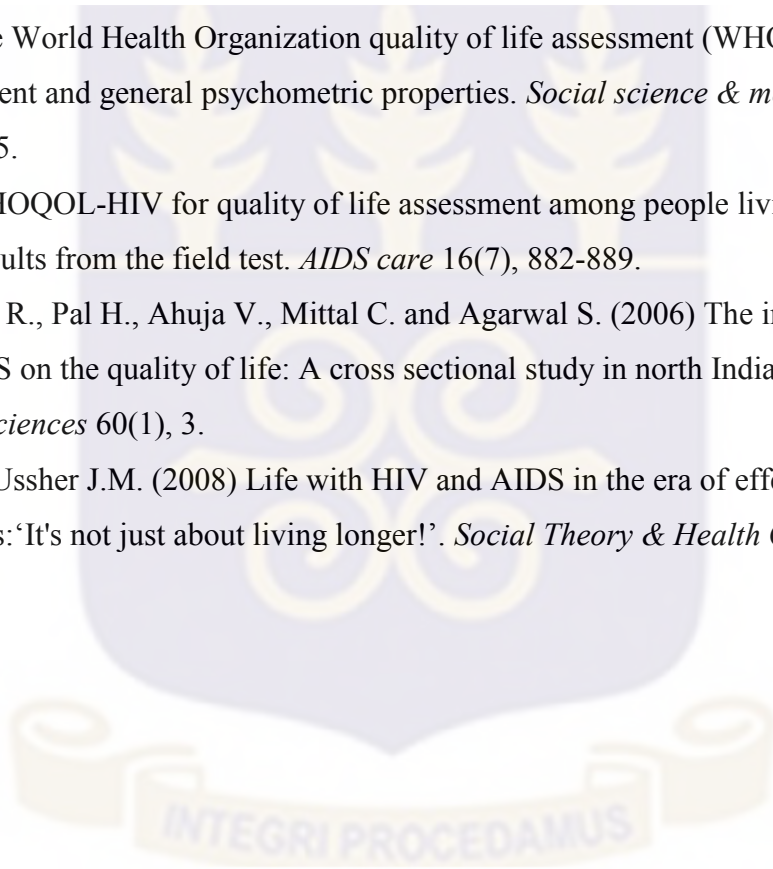 e World Health Organization quality of life assessment (WHO
ent and general psychometric properties. Social science & m
5.
HOQOL-HIV for quality of life assessment among people livi
ults from the field test. AIDS care 16(7), 882-889.
R., Pal H., Ahuja V., Mittal C. and Agarwal S. (2006) The i
S on the quality of life: A cross sectional study in north India
ciences 60(1), 3.
Ussher J.M. (2008) Life with HIV and AIDS in the era of effe
s:‘It's not just about living longer!’. Social Theory & Health
INTEGRI PROCEDAMUS